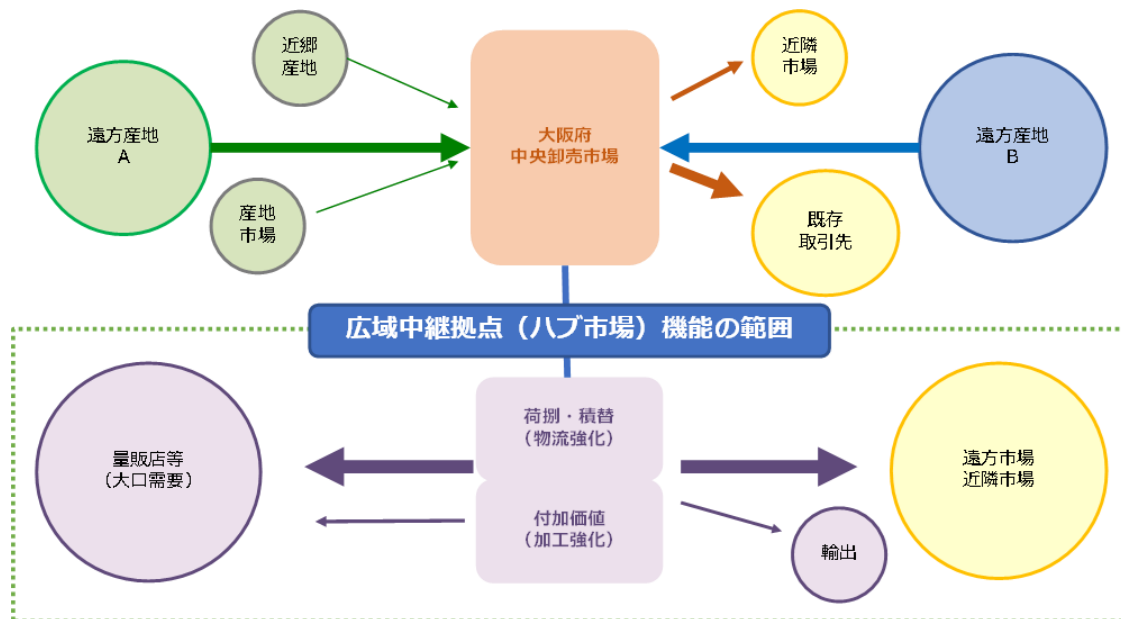 近郷
産地
近隣
市場
遠方産地
A
大阪府
中央卸売市場
遠方産地
B
産地
市場
既存
取引先
広域中継拠点（ハブ市場）機能の範囲
荷捌・積替
（物流強化）
量販店等
（大口需要）
遠方市場
近隣市場
付加価値
（加工強化）
輸出